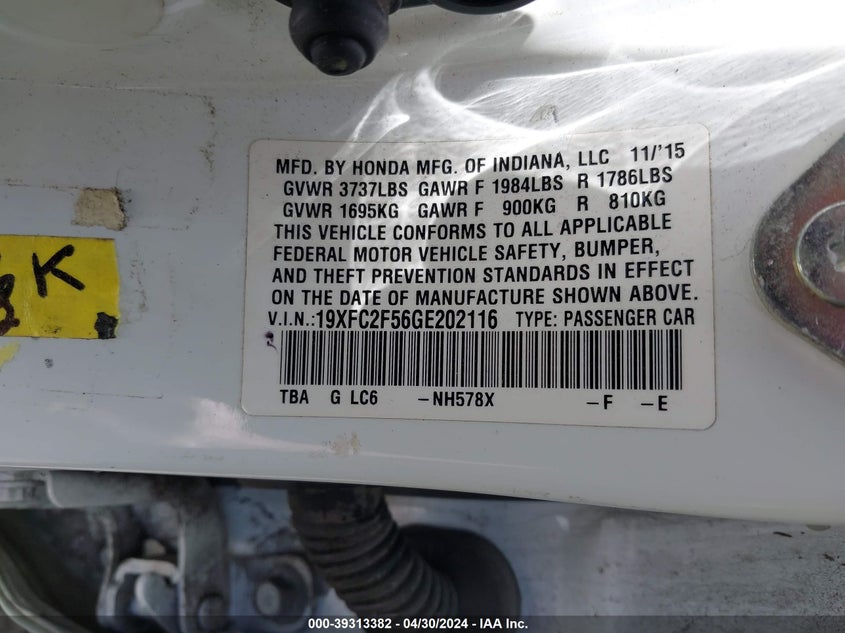 MFD. BY HONDA MFG. OF INDIANA, LLC 11/'15
GVWR 3737LBS GAWR F 1984LBS R 1786LBS
GVWR 1695KG GAWR F 900KG R 810KG
THIS VEHICLE CONFORMS TO ALL APPLICABLE
FEDERAL MOTOR VEHICLE SAFETY, BUMPER,
AND THEFT PREVENTION STANDARDS IN EFFECT
ON THE DATE OF MANUFACTURE SHOWN ABOVE.
V.I.N.:19XFC2F56GE202116 TYPE: PASSENGER CAR
TBA G LC6 -NH578X -F -E
K
000-39313382 - 04/30/2024 - IAA Inc.